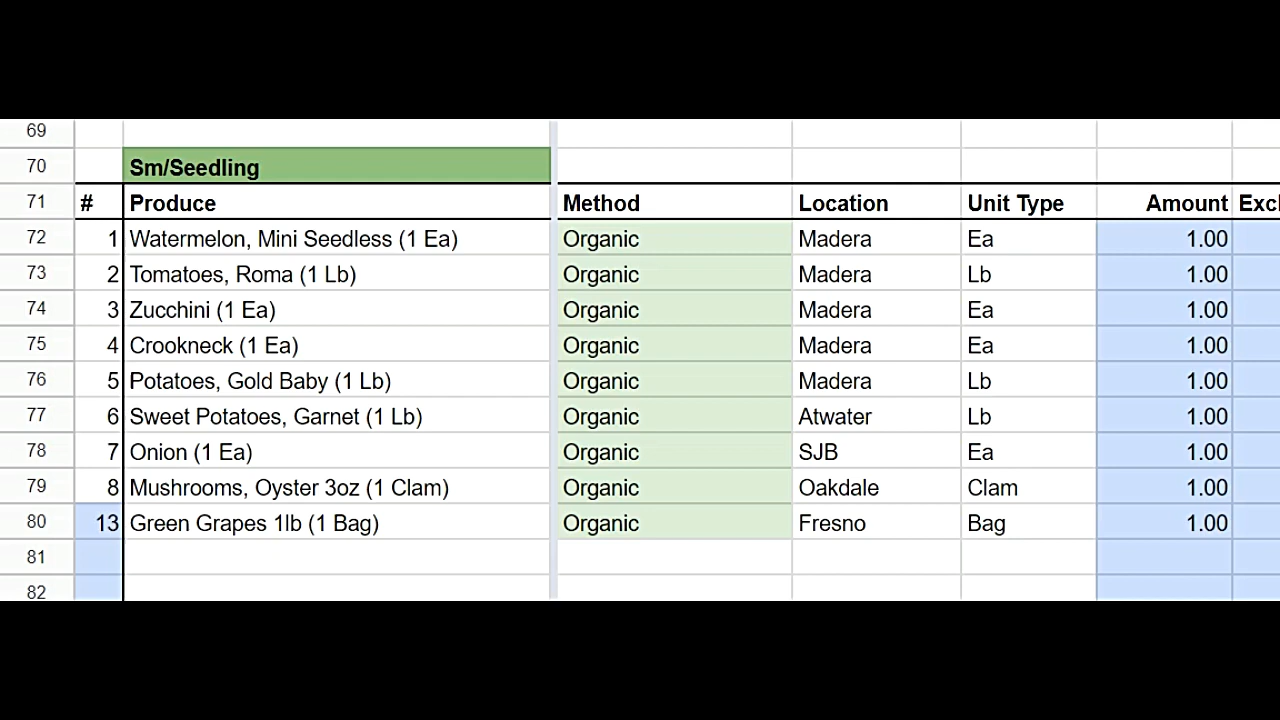 69
70 Sm/Seedling
71 # Produce Method Location Unit Type Amount Excl
72 1 Watermelon, Mini Seedless (1 Ea) Organic Madera Ea 1.00
73 2 Tomatoes, Roma (1 Lb) Organic Madera Lb 1.00
74 3 Zucchini (1 Ea) Organic Madera Ea 1.00
75 4 Crookneck (1 Ea) Organic Madera Ea 1.00
76 5 Potatoes, Gold Baby (1 Lb) Organic Madera Lb 1.00
77 6 Sweet Potatoes, Garnet (1 Lb) Organic Atwater Lb 1.00
78 7 Onion (1 Ea) Organic SJB Ea 1.00
79 8 Mushrooms, Oyster 3oz (1 Clam) Organic Oakdale Clam 1.00
80 13 Green Grapes 1lb (1 Bag) Organic Fresno Bag 1.00
81
82